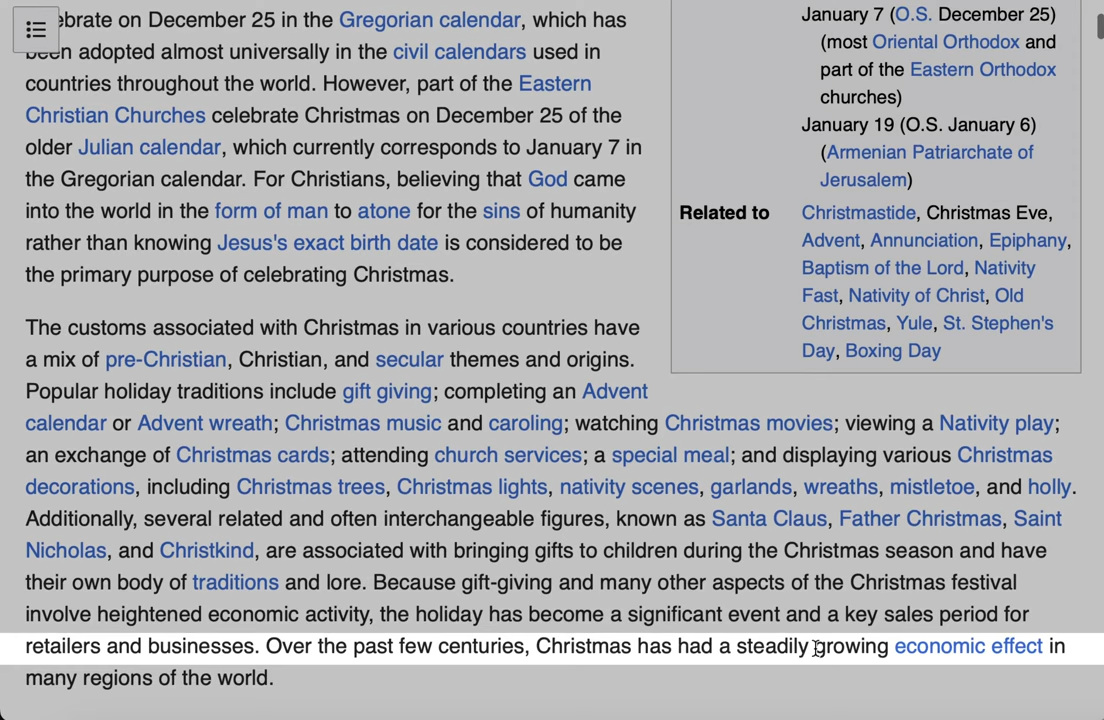 ebrate on December 25 in the Gregorian calendar, which has
been adopted almost universally in the civil calendars used in
countries throughout the world. However, part of the Eastern
Christian Churches celebrate Christmas on December 25 of the
older Julian calendar, which currently corresponds to January 7 in
the Gregorian calendar. For Christians, believing that God came
into the world in the form of man to atone for the sins of humanity
rather than knowing Jesus's exact birth date is considered to be
the primary purpose of celebrating Christmas.
The customs associated with Christmas in various countries have
a mix of pre-Christian, Christian, and secular themes and origins.
Popular holiday traditions include gift giving; completing an Advent
calendar or Advent wreath; Christmas music and caroling; watching Christmas movies; viewing a Nativity play;
an exchange of Christmas cards; attending church services; a special meal; and displaying various Christmas
decorations, including Christmas trees, Christmas lights, nativity scenes, garlands, wreaths, mistletoe, and holly.
Additionally, several related and often interchangeable figures, known as Santa Claus, Father Christmas, Saint
Nicholas, and Christkind, are associated with bringing gifts to children during the Christmas season and have
their own body of traditions and lore. Because gift-giving and many other aspects of the Christmas festival
involve heightened economic activity, the holiday has become a significant event and a key sales period for
retailers and businesses. Over the past few centuries, Christmas has had a steadily growing economic effect in
many regions of the world.
January 7 (O.S. December 25)
(most Oriental Orthodox and
part of the Eastern Orthodox
churches)
January 19 (O.S. January 6)
(Armenian Patriarchate of
Jerusalem)
Related to
Christmastide, Christmas Eve,
Advent, Annunciation, Epiphany,
Baptism of the Lord, Nativity
Fast, Nativity of Christ, Old
Christmas, Yule, St. Stephen's
Day, Boxing Day